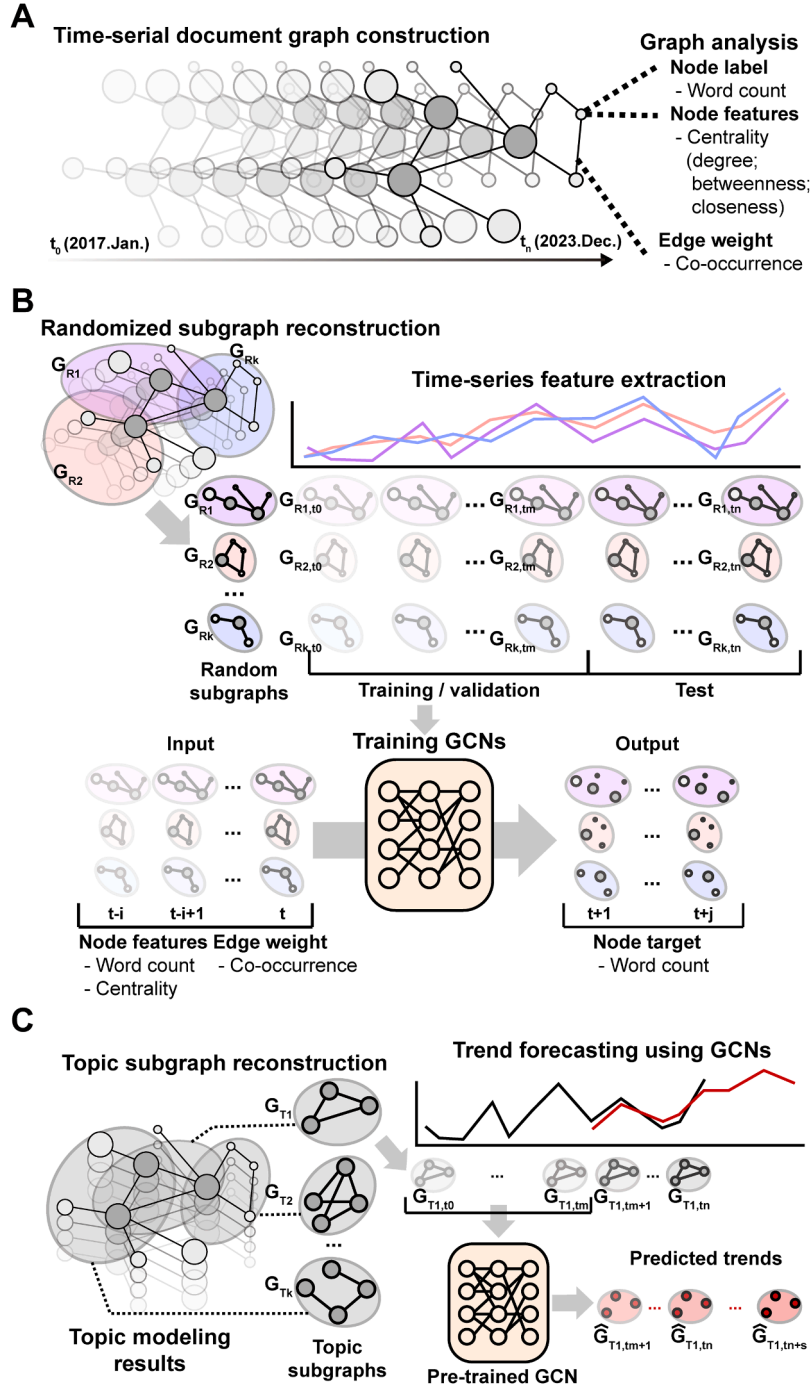 A
Time-serial document graph construction
Graph analysis
Node label
- Word count
Node features
- Centrality
(degree;
betweenness;
closeness)
Edge weight
- Co-occurrence
t0 (2017.Jan.)
tn (2023.Dec.)
B
Randomized subgraph reconstruction
GR1
GRk
GR2
Time-series feature extraction
GR1
GR1,t0
... GR1,tm
... GR1,tn
GR2
GR2,t0
... GR2,tm
... GR2,tn
...
GRk
GRk,t0
... GRk,tm
... GRk,tn
Random
subgraphs
Training / validation
Test
Input
Training GCNs
Output
...
...
...
...
...
...
t-i
t-i+1
t
t+1
t+j
Node features
- Word count
- Centrality
Edge weight
- Co-occurrence
Node target
- Word count
C
Topic subgraph reconstruction
Trend forecasting using GCNs
GT1
GT2
...
GTk
Topic modeling
results
Topic
subgraphs
...
...
GT1,t0
GT1,tm
GT1,tm+1
GT1,tn
Pre-trained GCN
Predicted trends
...
...
ĜT1,tm+1
ĜT1,tn
ĜT1,tn+s